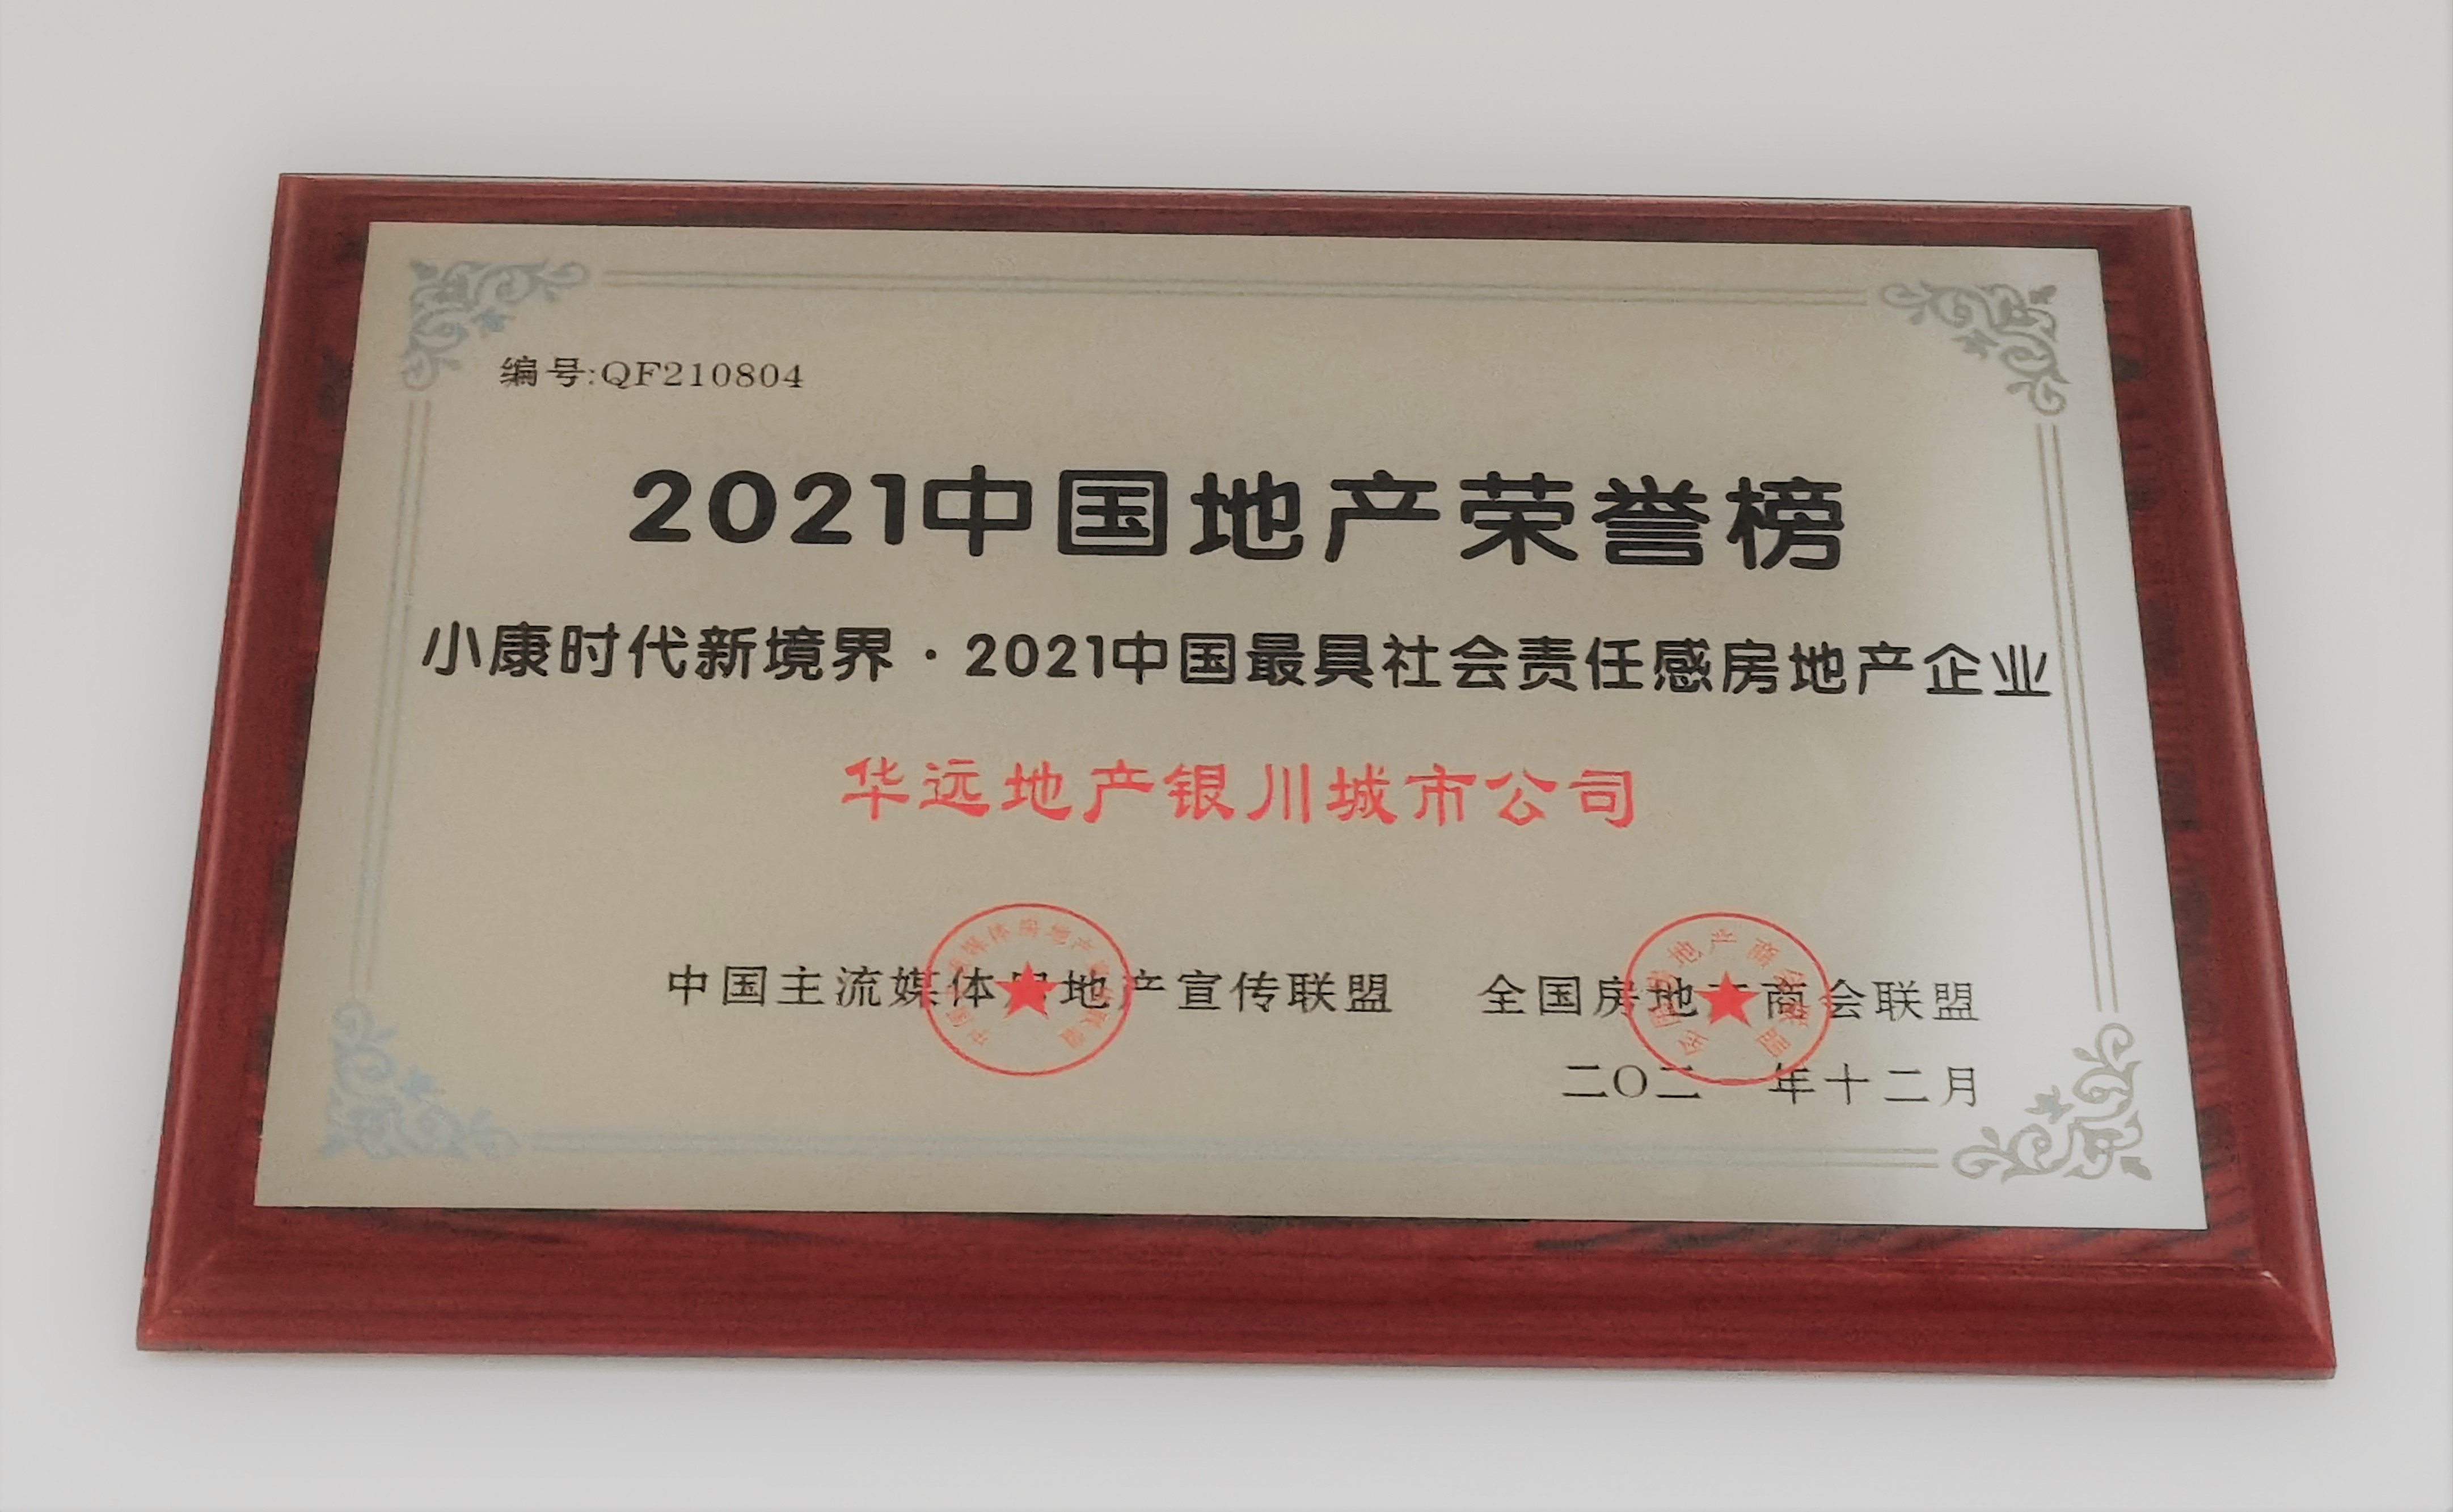 编号:QF210804
2021中国地产荣誉榜
小康时代新境界·2021中国最具社会责任感房地产企业
华远地产银川城市公司
中国主流媒体房地产宣传联盟 全国房地产商会联盟
二〇二一年十二月